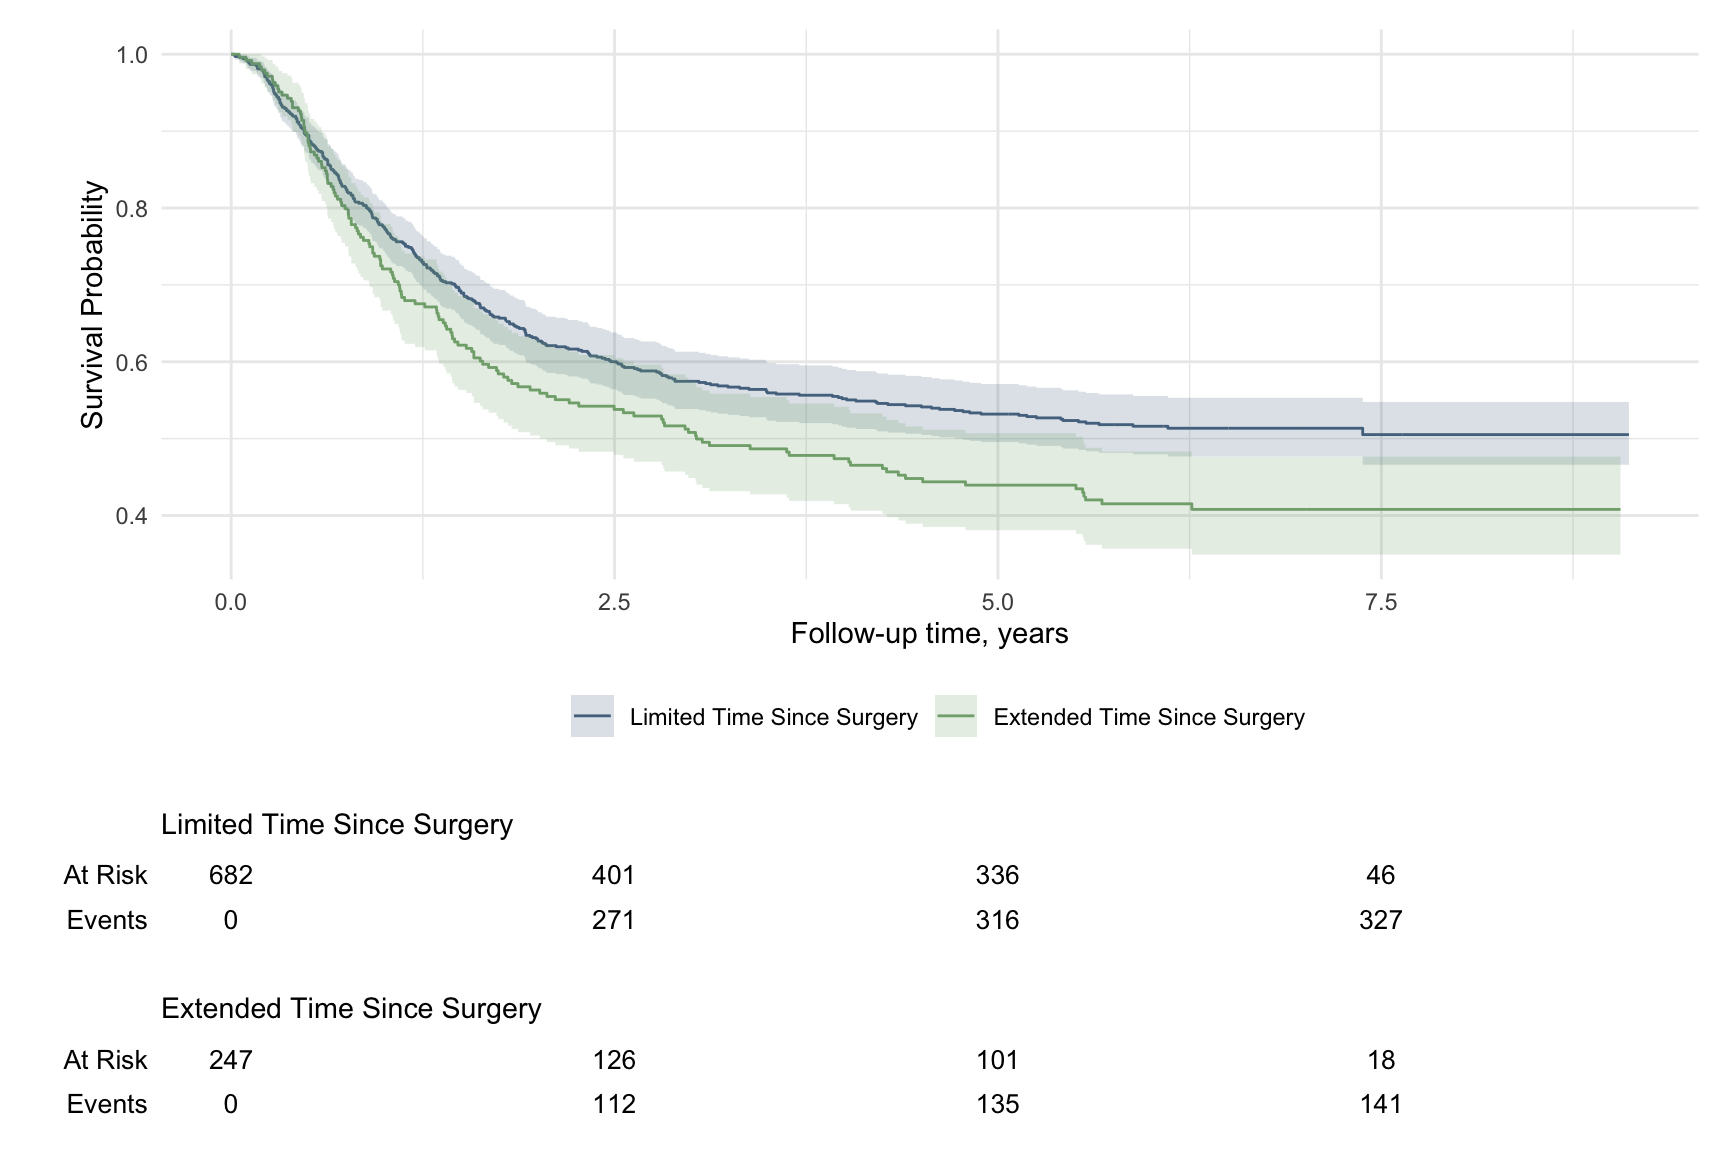 1.0
0.8
0.6
0.4
Survival Probability
0.0 2.5 5.0 7.5
Follow-up time, years
Limited Time Since Surgery Extended Time Since Surgery
Limited Time Since Surgery
At Risk 682 401 336 46
Events 0 271 316 327
Extended Time Since Surgery
At Risk 247 126 101 18
Events 0 112 135 141